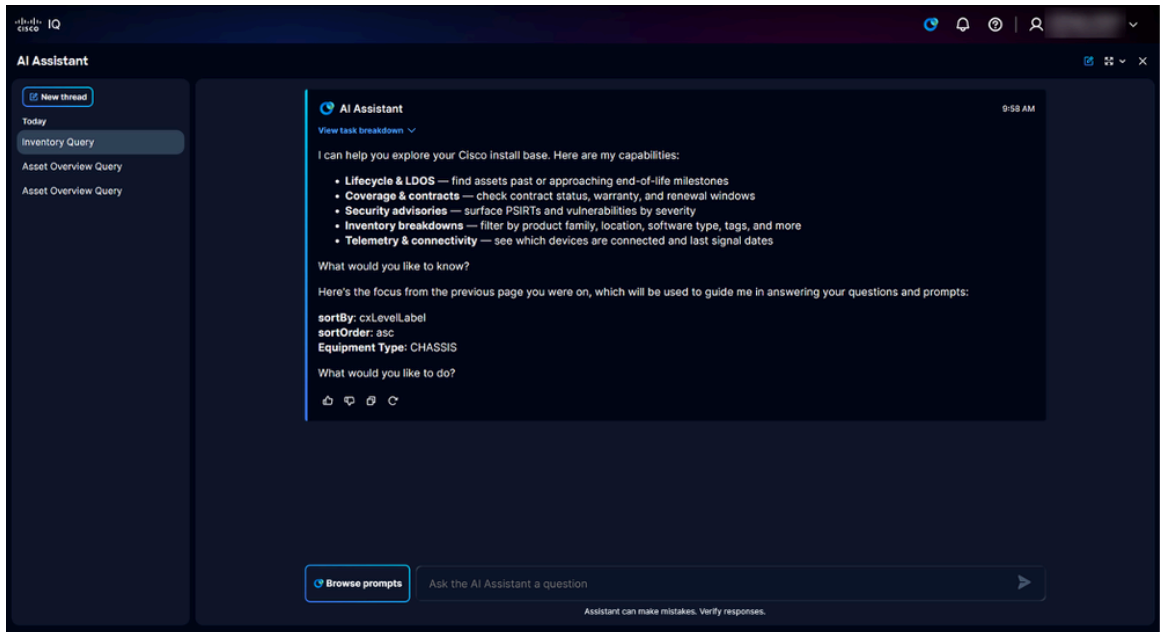 cisco IQ
AI Assistant
New thread
Today
Inventory Query
Asset Overview Query
Asset Overview Query
AI Assistant
9:58 AM
View task breakdown
I can help you explore your Cisco install base. Here are my capabilities:
• Lifecycle & LDOS — find assets past or approaching end-of-life milestones
• Coverage & contracts — check contract status, warranty, and renewal windows
• Security advisories — surface PSIRTs and vulnerabilities by severity
• Inventory breakdowns — filter by product family, location, software type, tags, and more
• Telemetry & connectivity — see which devices are connected and last signal dates
What would you like to know?
Here's the focus from the previous page you were on, which will be used to guide me in answering your questions and prompts:
sortBy: cxLevelLabel
sortOrder: asc
Equipment Type: CHASSIS
What would you like to do?
Browse prompts
Ask the AI Assistant a question
Assistant can make mistakes. Verify responses.